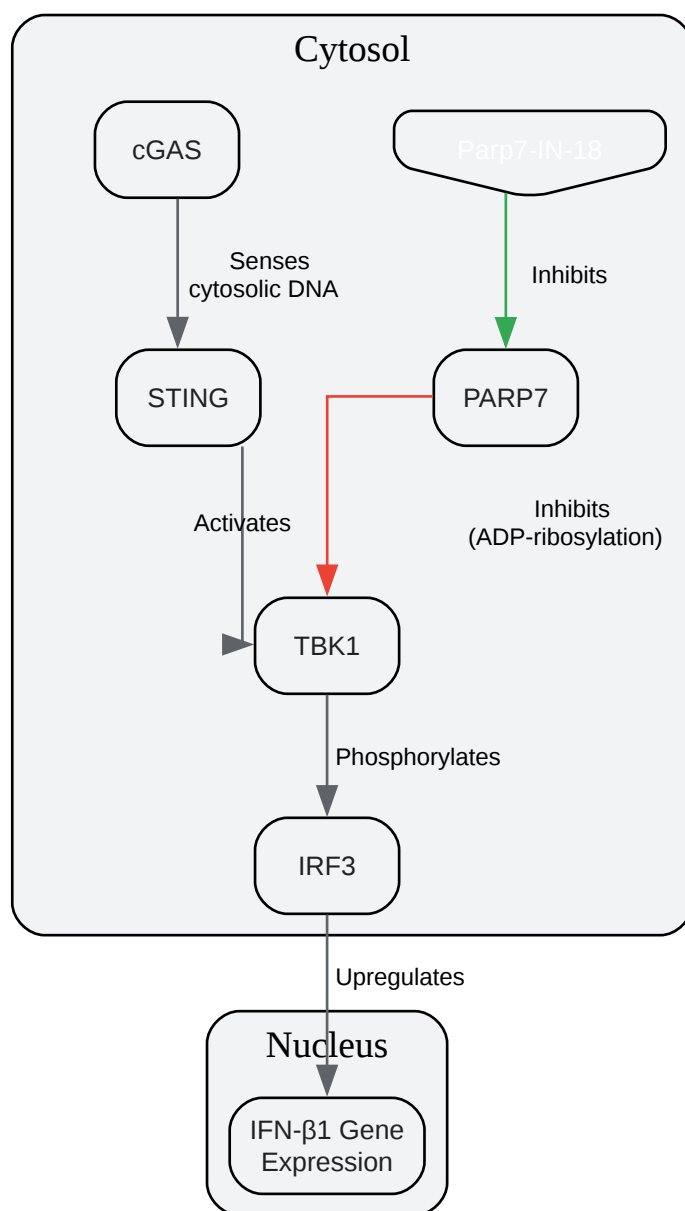 Cytosol
cGAS
Parp7-IN-18
Senses
cytosolic DNA
Inhibits
STING
PARP7
Activates
Inhibits
(ADP-ribosylation)
TBK1
Phosphorylates
IRF3
Upregulates
Nucleus
IFN-β1 Gene
Expression